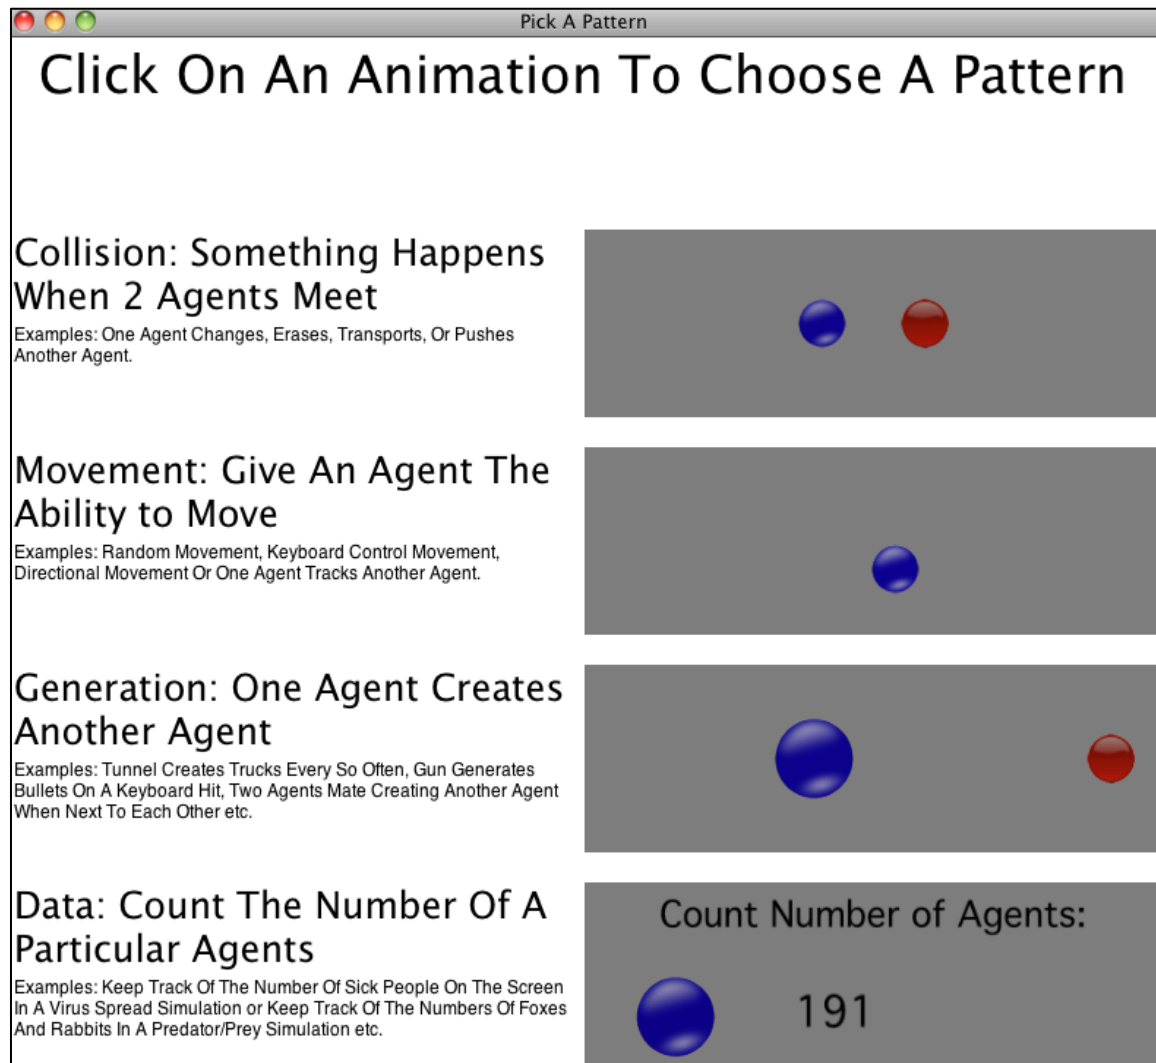 Pick A Pattern
Click On An Animation To Choose A Pattern
Collision: Something Happens
When 2 Agents Meet
Examples: One Agent Changes, Erases, Transports, Or Pushes
Another Agent.
Movement: Give An Agent The
Ability to Move
Examples: Random Movement, Keyboard Control Movement,
Directional Movement Or One Agent Tracks Another Agent.
Generation: One Agent Creates
Another Agent
Examples: Tunnel Creates Trucks Every So Often, Gun Generates
Bullets On A Keyboard Hit, Two Agents Mate Creating Another Agent
When Next To Each Other etc.
Data: Count The Number Of A
Particular Agents
Examples: Keep Track Of The Number Of Sick People On The Screen
In A Virus Spread Simulation or Keep Track Of The Numbers Of Foxes
And Rabbits In A Predator/Prey Simulation etc.
Count Number of Agents:
191